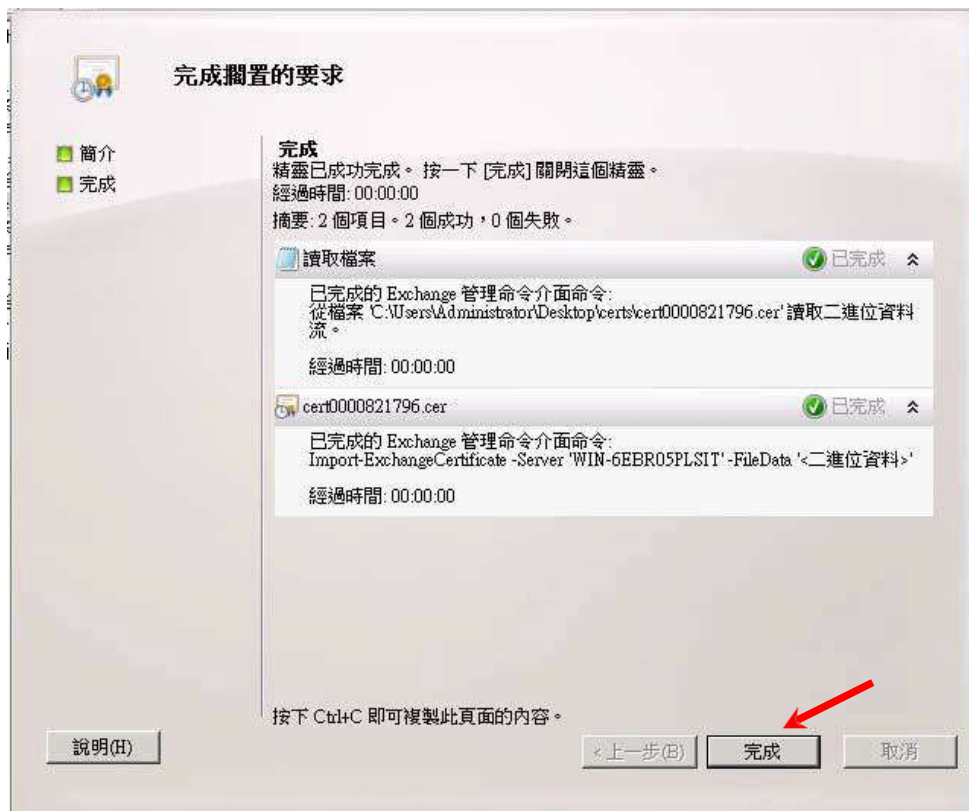 完成擱置的要求
簡介
完成
完成
精靈已成功完成。 按一下 [完成] 關閉這個精靈。
經過時間: 00:00:00
摘要: 2 個項目。2 個成功，0 個失敗。
讀取檔案
已完成
已完成的 Exchange 管理命令介面命令:
從檔案 'C:\Users\Administrator\Desktop\certs\cert0000821796.cer' 讀取二進位資料
流。
經過時間: 00:00:00
cert0000821796.cer
已完成
已完成的 Exchange 管理命令介面命令:
Import-ExchangeCertificate -Server 'WIN-6EBR05PLSIT' -FileData '<二進位資料>'
經過時間: 00:00:00
按下 Ctrl+C 即可複製此頁面的內容。
說明(H)
<上一步(B)
完成
取消